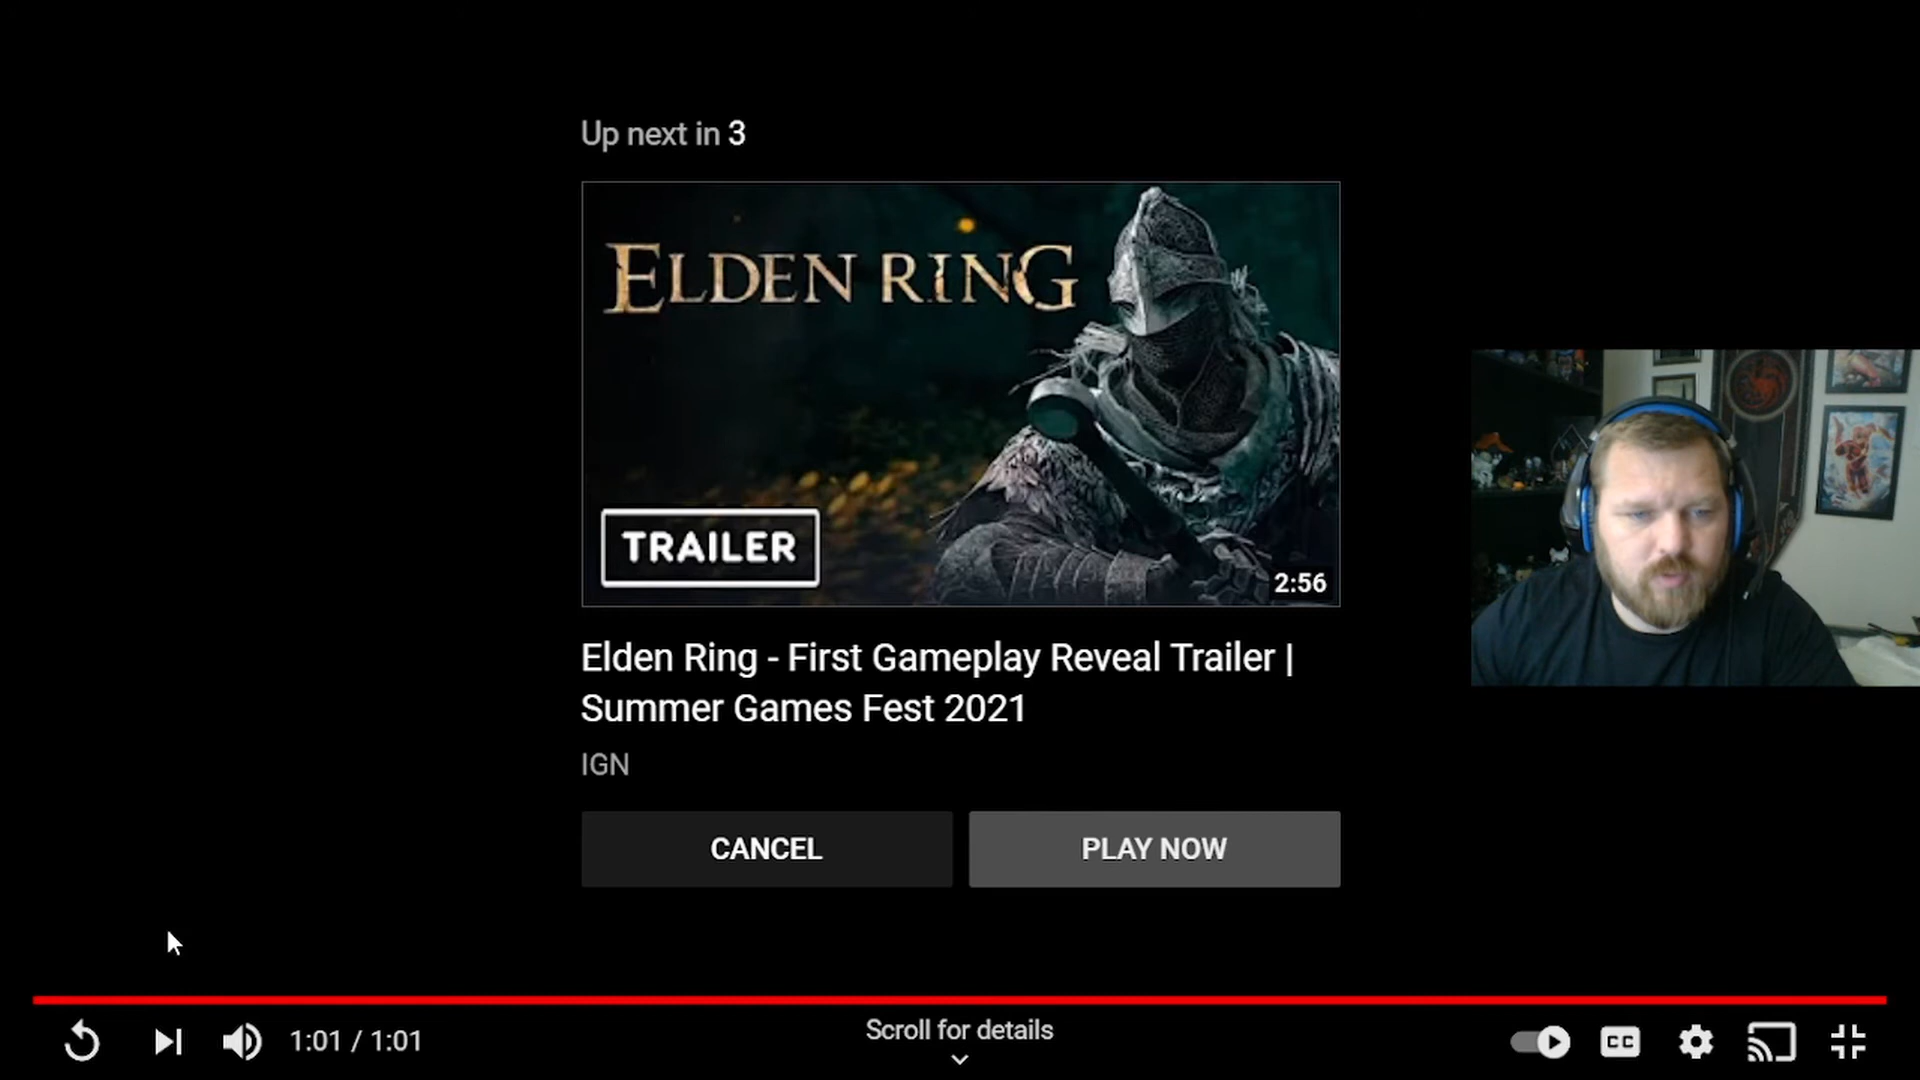 Up next in 3
ELDEN RING
TRAILER
2:56
Elden Ring - First Gameplay Reveal Trailer |
Summer Games Fest 2021
IGN
CANCEL
PLAY NOW
1:01 / 1:01
Scroll for details
CC